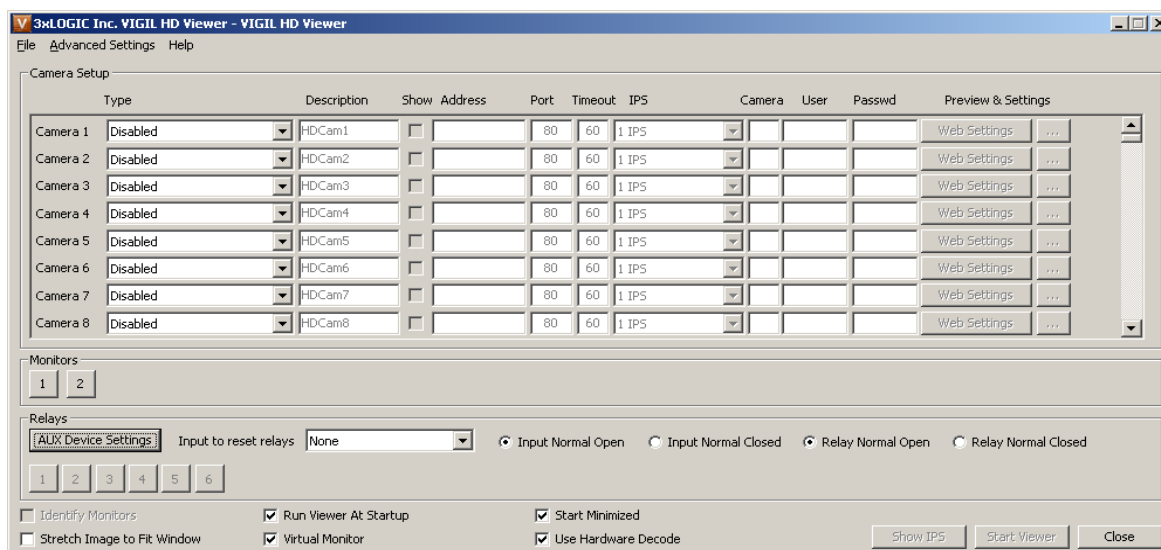 3xLOGIC Inc. VIGIL HD Viewer - VIGIL HD Viewer
File Advanced Settings Help
Camera Setup
Type Description Show Address Port Timeout IPS Camera User Passwd Preview & Settings
Camera 1 Disabled HDCam1 80 60 1 IPS Web Settings ...
Camera 2 Disabled HDCam2 80 60 1 IPS Web Settings ...
Camera 3 Disabled HDCam3 80 60 1 IPS Web Settings ...
Camera 4 Disabled HDCam4 80 60 1 IPS Web Settings ...
Camera 5 Disabled HDCam5 80 60 1 IPS Web Settings ...
Camera 6 Disabled HDCam6 80 60 1 IPS Web Settings ...
Camera 7 Disabled HDCam7 80 60 1 IPS Web Settings ...
Camera 8 Disabled HDCam8 80 60 1 IPS Web Settings ...
Monitors
1 2
Relays
AUX Device Settings Input to reset relays None Input Normal Open Input Normal Closed Relay Normal Open Relay Normal Closed
1 2 3 4 5 6
Identify Monitors Run Viewer At Startup Start Minimized
Stretch Image to Fit Window Virtual Monitor Use Hardware Decode Show IPS Start Viewer Close